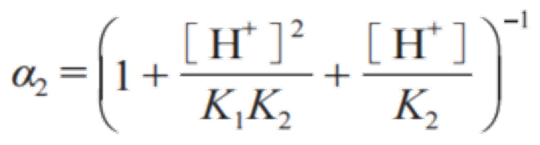 α₂ = (1 + [H⁺]²/K₁K₂ + [H⁺]/K₂)⁻¹